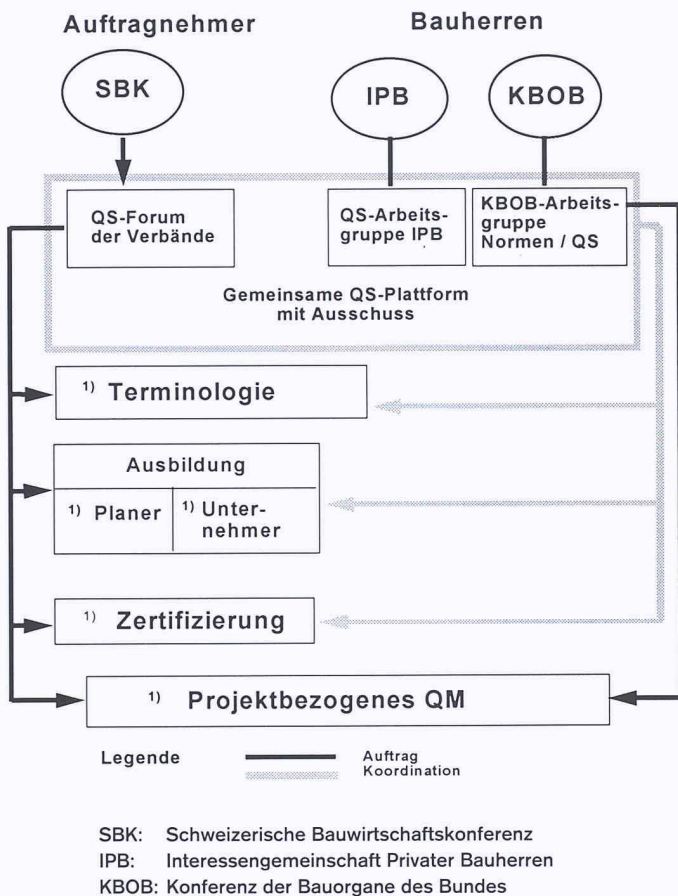 Auftragnehmer Bauherren
SBK IPB KBOB
QS-Forum
der Verbände
QS-Arbeits-
gruppe IPB
KBOB-Arbeits-
gruppe
Normen / QS
Gemeinsame QS-Plattform
mit Ausschuss
1) Terminologie
Ausbildung
1) Planer
1) Unter-
nehmer
1) Zertifizierung
1) Projektbezogenes QM
Legende
Auftrag
Koordination
SBK: Schweizerische Bauwirtschaftskonferenz
IPB: Interessengemeinschaft Privater Bauherren
KBOB: Konferenz der Bauorgane des Bundes